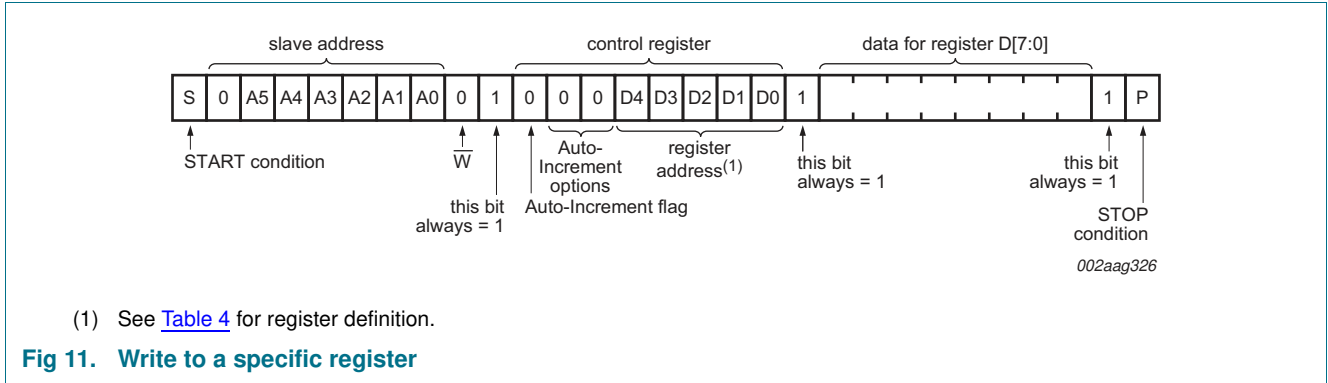 slave address control register data for register D[7:0]
S 0 A5 A4 A3 A2 A1 A0 0 1 0 0 0 D4 D3 D2 D1 D0 1 1 P
START condition
W
this bit
always = 1
Auto-
Increment
options
Auto-Increment flag
register
address(1)
this bit
always = 1
this bit
always = 1
STOP
condition
002aag326
(1) See Table 4 for register definition.
Fig 11. Write to a specific register